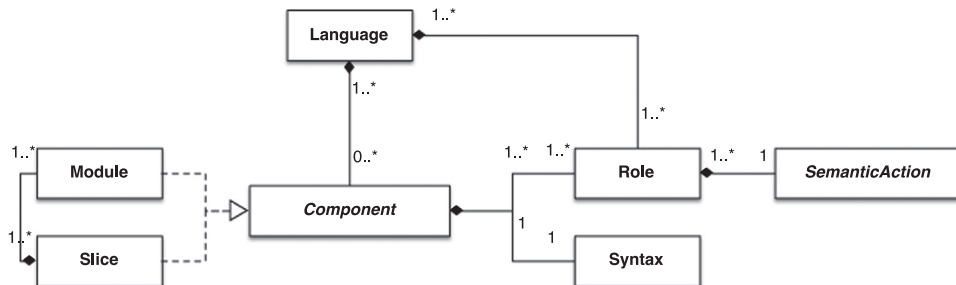 1..*
Language
1..*
1..*
0..*
1..*
Module
1..*
1..*
Role
1..*
1
SemanticAction
Component
1
1..*
Slice
1
Syntax